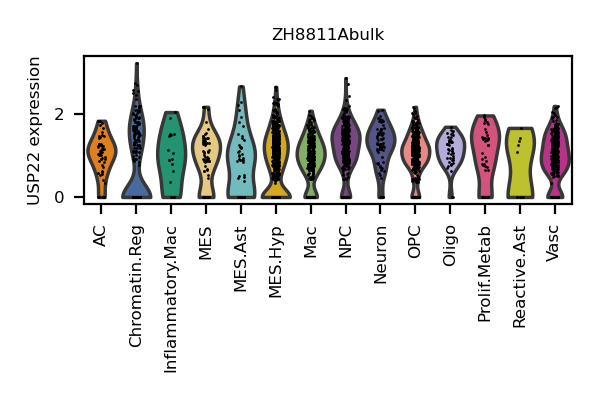 ZH8811Abulk
USP22 expression
2
0
AC
Chromatin.Reg
Inflammatory.Mac
MES
MES.Ast
MES.Hyp
Mac
NPC
Neuron
OPC
Oligo
Prolif.Metab
Reactive.Ast
Vasc